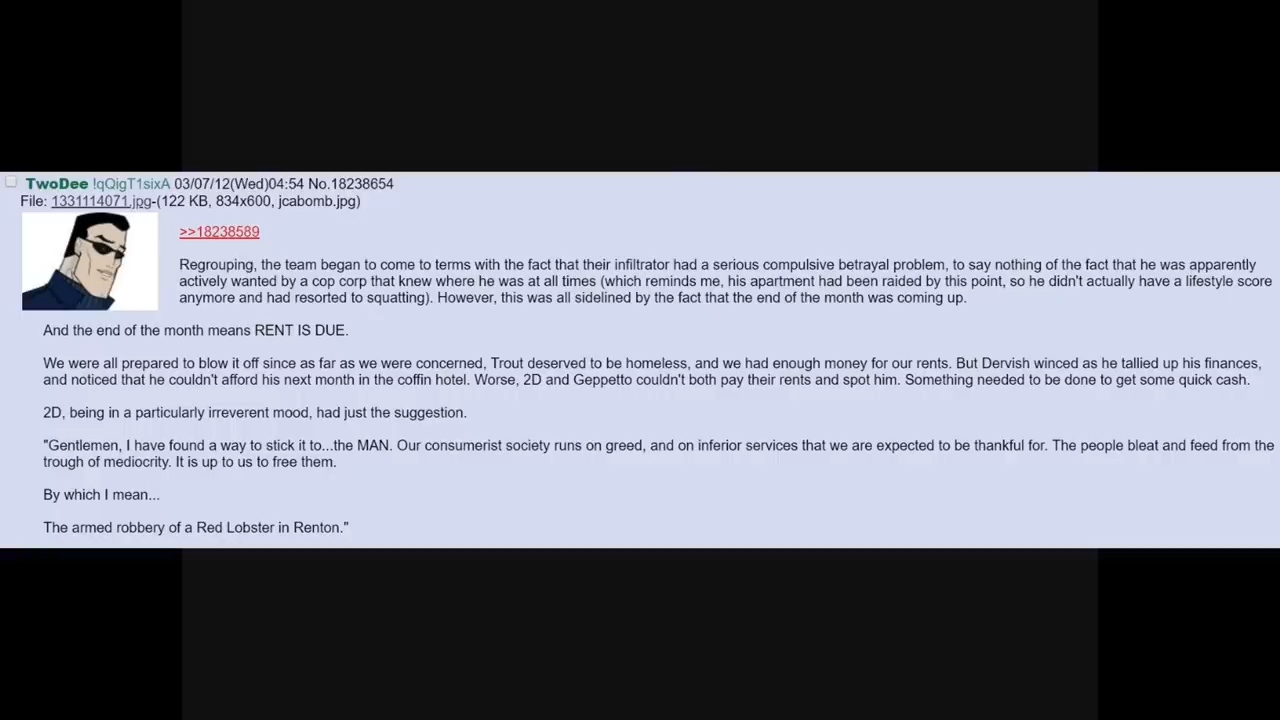 TwoDee !qQigT1sixA 03/07/12(Wed)04:54 No.18238654
File: 1331114071.jpg-(122 KB, 834x600, jcabomb.jpg)
>>18238589
Regrouping, the team began to come to terms with the fact that their infiltrator had a serious compulsive betrayal problem, to say nothing of the fact that he was apparently
actively wanted by a cop corp that knew where he was at all times (which reminds me, his apartment had been raided by this point, so he didn't actually have a lifestyle score
anymore and had resorted to squatting). However, this was all sidelined by the fact that the end of the month was coming up.
And the end of the month means RENT IS DUE.
We were all prepared to blow it off since as far as we were concerned, Trout deserved to be homeless, and we had enough money for our rents. But Dervish winced as he tallied up his finances,
and noticed that he couldn't afford his next month in the coffin hotel. Worse, 2D and Geppetto couldn't both pay their rents and spot him. Something needed to be done to get some quick cash.
2D, being in a particularly irreverent mood, had just the suggestion.
"Gentlemen, I have found a way to stick it to...the MAN. Our consumerist society runs on greed, and on inferior services that we are expected to be thankful for. The people bleat and feed from the
trough of mediocrity. It is up to us to free them.
By which I mean...
The armed robbery of a Red Lobster in Renton."